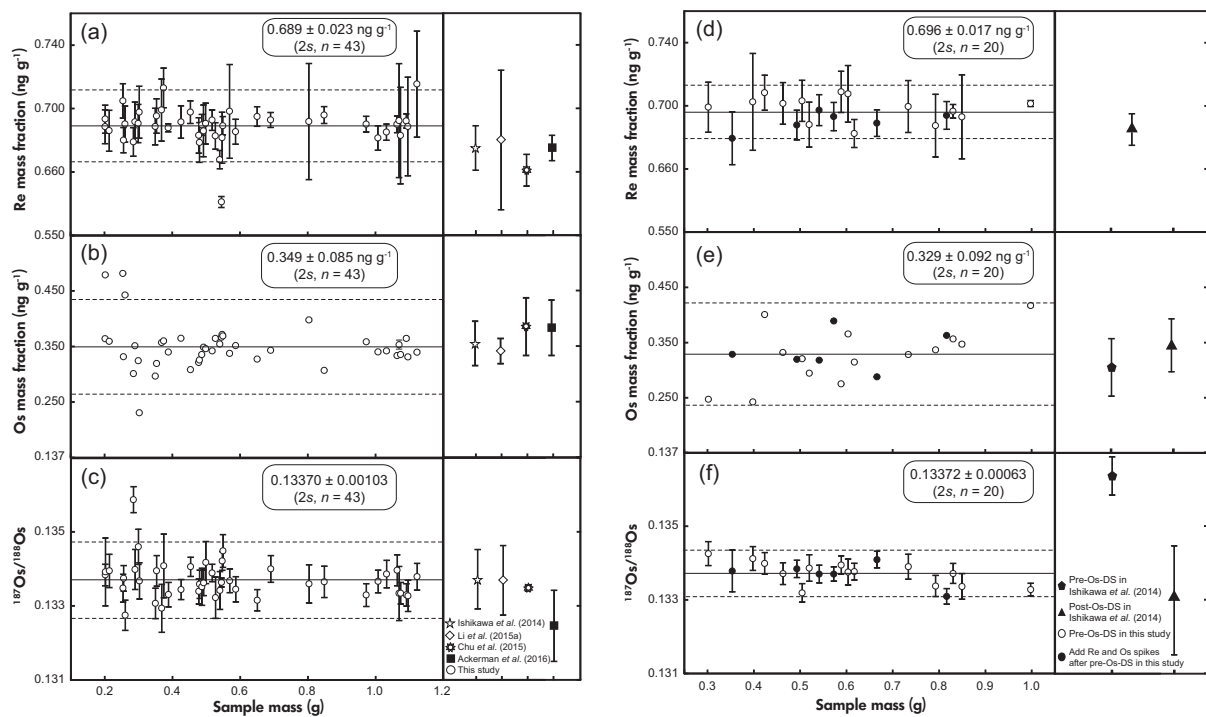 (a)
0.689 ± 0.023 ng g⁻¹
(2s, n = 43)
Re mass fraction (ng g⁻¹)
0.740
0.700
0.660
0.550
(b)
0.349 ± 0.085 ng g⁻¹
(2s, n = 43)
Os mass fraction (ng g⁻¹)
0.450
0.350
0.250
0.137
(c)
0.13370 ± 0.00103
(2s, n = 43)
¹⁸⁷Os/¹⁸⁸Os
0.135
0.133
0.131
Ishikawa et al. (2014)
Li et al. (2015a)
Chu et al. (2015)
Ackerman et al. (2016)
This study
0.2 0.4 0.6 0.8 1.0 1.2
Sample mass (g)
(d)
0.696 ± 0.017 ng g⁻¹
(2s, n = 20)
Re mass fraction (ng g⁻¹)
0.740
0.700
0.660
0.550
(e)
0.329 ± 0.092 ng g⁻¹
(2s, n = 20)
Os mass fraction (ng g⁻¹)
0.450
0.350
0.250
0.137
(f)
0.13372 ± 0.00063
(2s, n = 20)
¹⁸⁷Os/¹⁸⁸Os
0.135
0.133
0.131
Pre-Os-DS in
Ishikawa et al. (2014)
Post-Os-DS in
Ishikawa et al. (2014)
Pre-Os-DS in this study
Add Re and Os spikes
after pre-Os-DS in this study
0.3 0.4 0.5 0.6 0.7 0.8 0.9 1.0
Sample mass (g)